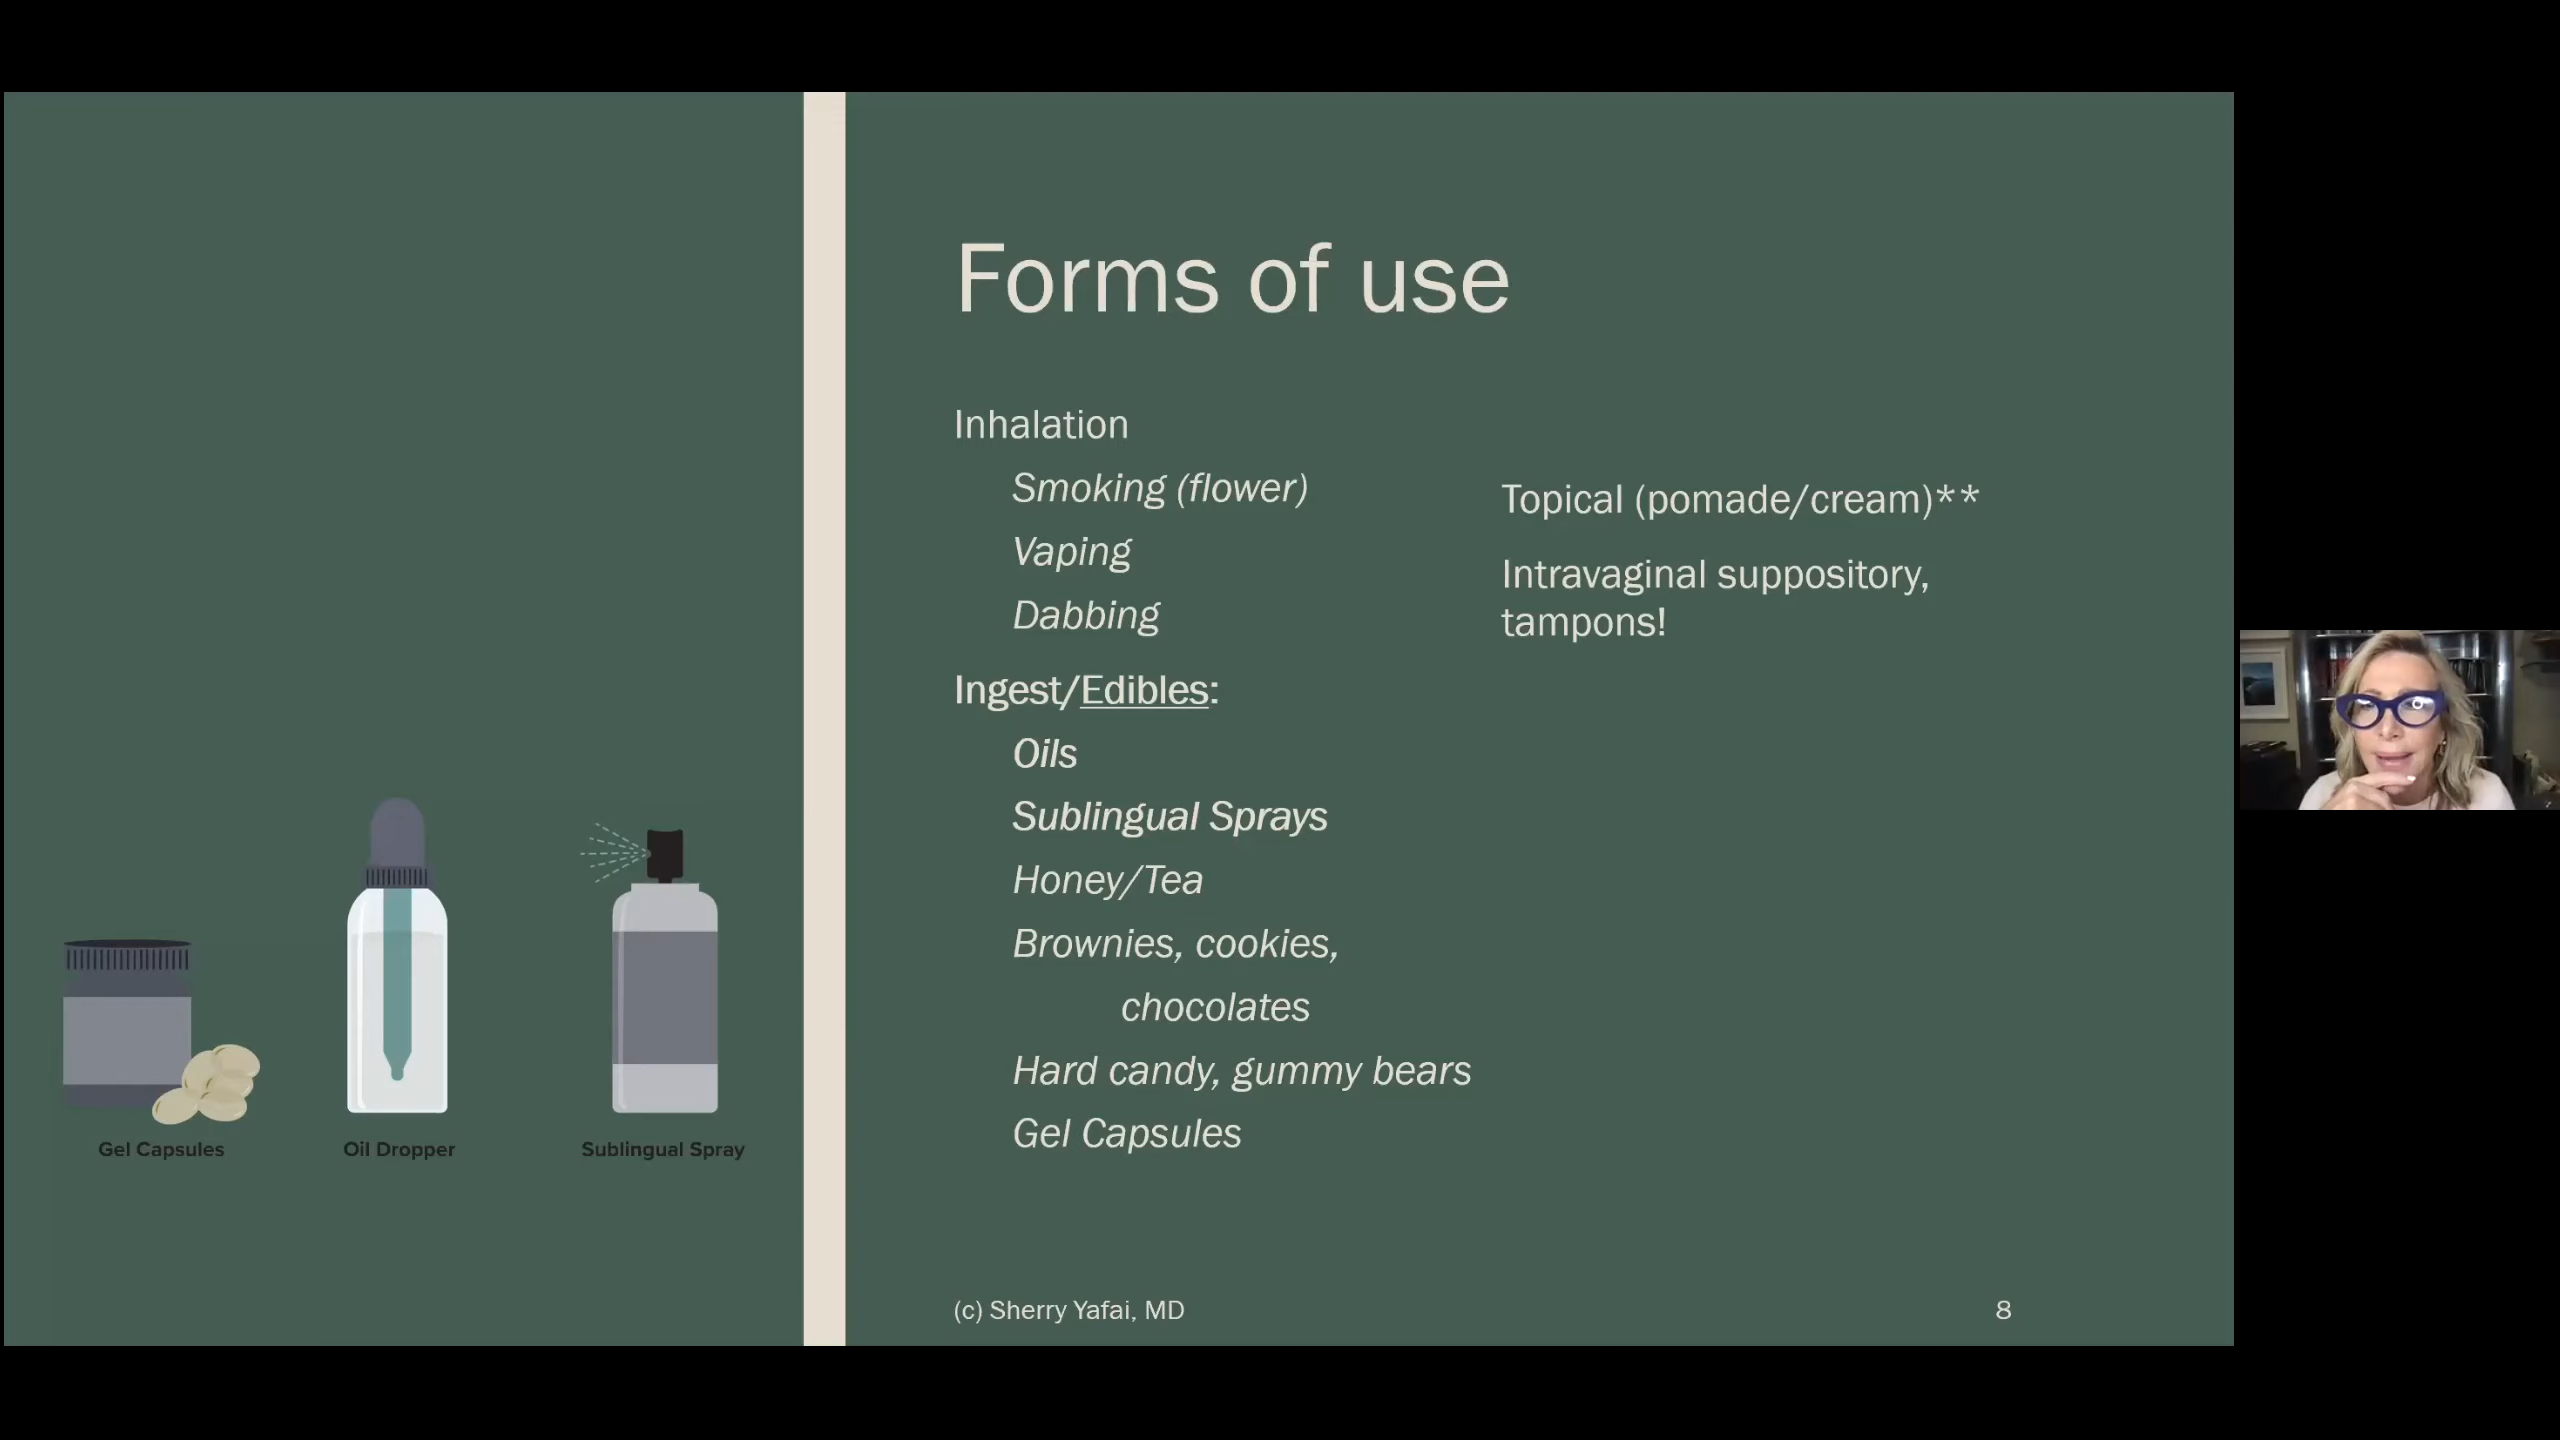 Forms of use
Inhalation
Smoking (flower)
Vaping
Dabbing
Ingest/Edibles:
Oils
Sublingual Sprays
Honey/Tea
Brownies, cookies,
chocolates
Hard candy, gummy bears
Gel Capsules
Topical (pomade/cream)**
Intravaginal suppository,
tampons!
Gel Capsules
Oil Dropper
Sublingual Spray
(c) Sherry Yafai, MD
8